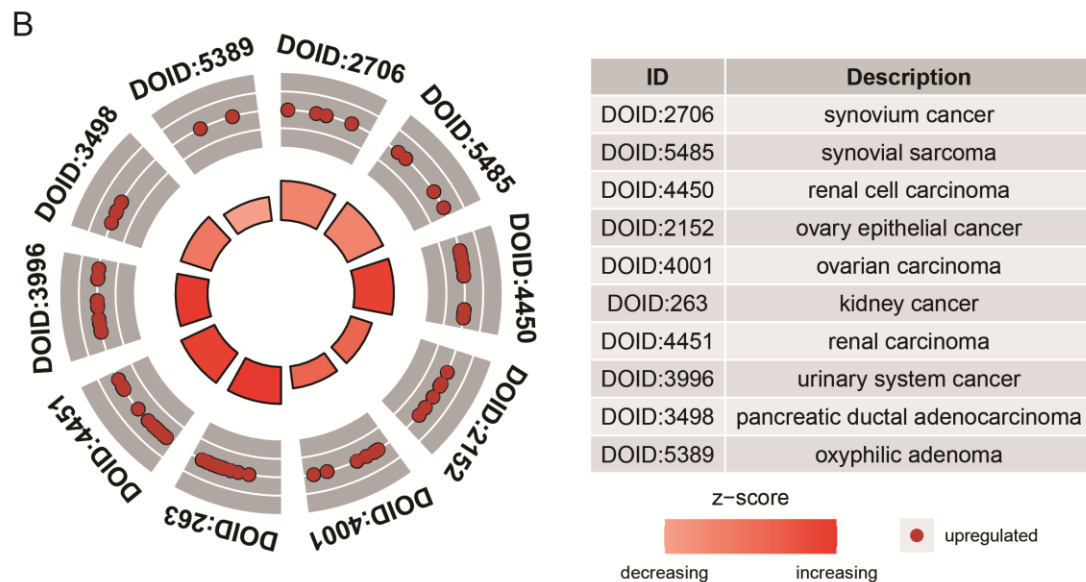 B
DOID:5389
DOID:2706
DOID:3498
DOID:5485
DOID:3996
DOID:4450
DOID:4451
DOID:2152
DOID:263
DOID:4001
ID Description
DOID:2706 synovium cancer
DOID:5485 synovial sarcoma
DOID:4450 renal cell carcinoma
DOID:2152 ovary epithelial cancer
DOID:4001 ovarian carcinoma
DOID:263 kidney cancer
DOID:4451 renal carcinoma
DOID:3996 urinary system cancer
DOID:3498 pancreatic ductal adenocarcinoma
DOID:5389 oxyphilic adenoma
z−score
decreasing increasing
upregulated